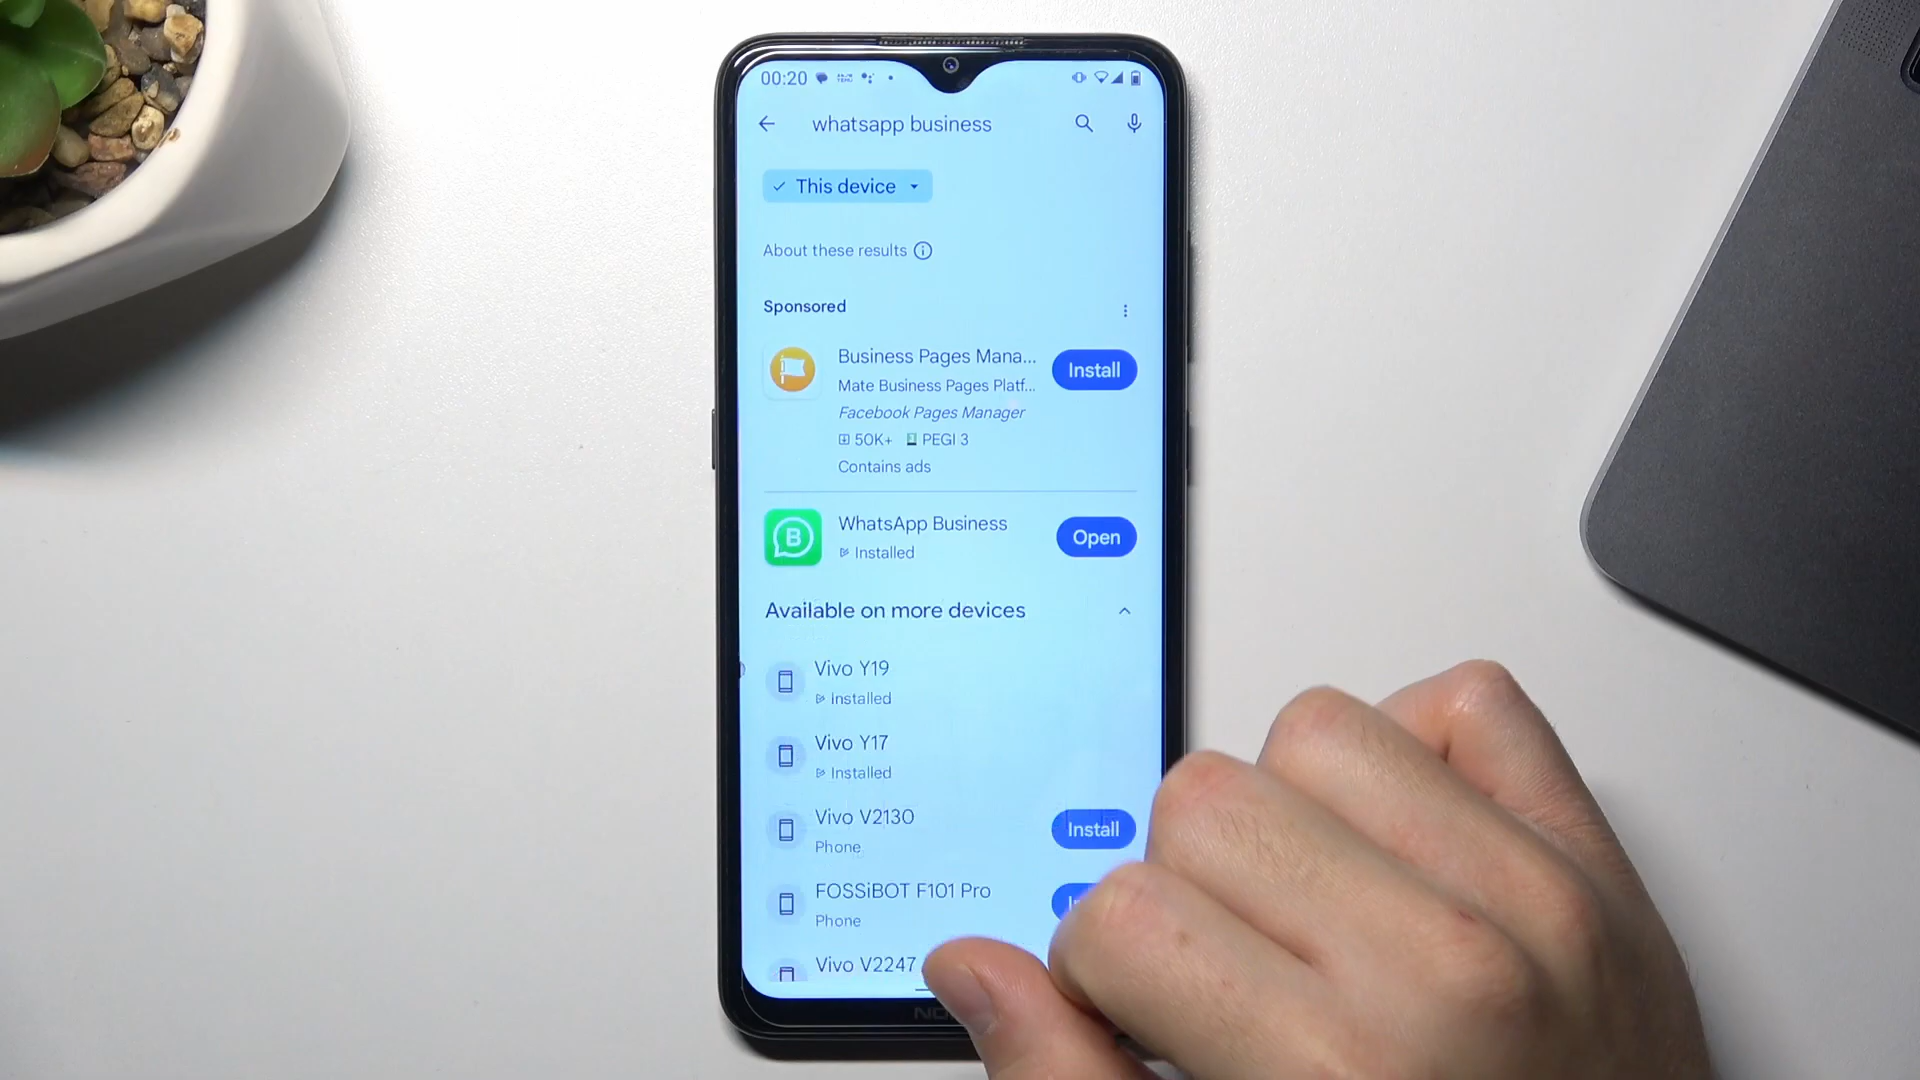 00:20
whatsapp business
This device
About these results
Sponsored
Business Pages Mana...
Install
Mate Business Pages Platf...
Facebook Pages Manager
50K+ PEGI 3
Contains ads
WhatsApp Business
Installed
Open
B
Available on more devices
Vivo Y19
Installed
Vivo Y17
Installed
Vivo V2130
Phone
Install
FOSSiBOT F101 Pro
Phone
Vivo V2247